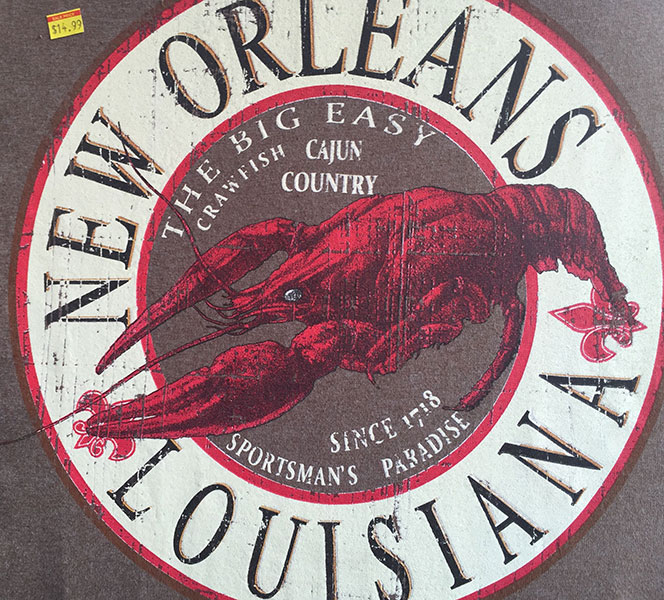 $14.99
NEW ORLEANS
THE BIG EASY
CRAWFISH
CAJUN
COUNTRY
SINCE 1718
SPORTSMAN'S PARADISE
LOUISIANA